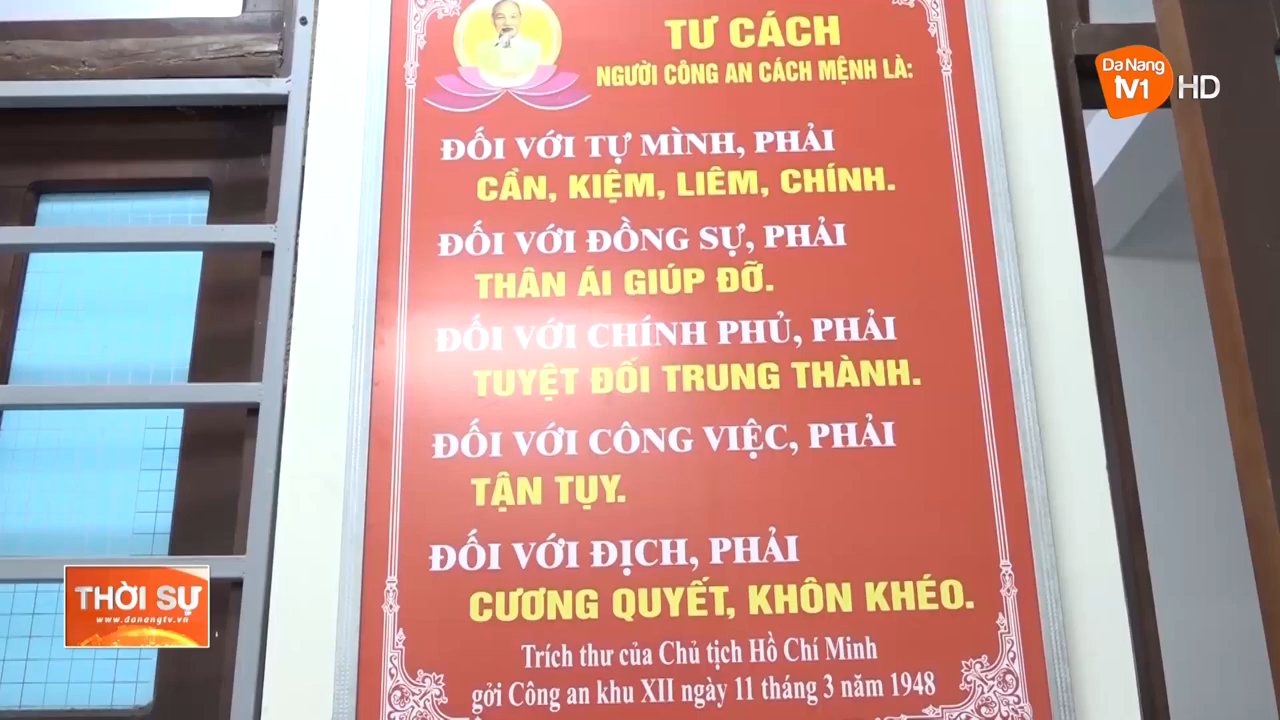 TƯ CÁCH
NGƯỜI CÔNG AN CÁCH MỆNH LÀ:
ĐỐI VỚI TỰ MÌNH, PHẢI
CẦN, KIỆM, LIÊM, CHÍNH.
ĐỐI VỚI ĐỒNG SỰ, PHẢI
THÂN ÁI GIÚP ĐỠ.
ĐỐI VỚI CHÍNH PHỦ, PHẢI
TUYỆT ĐỐI TRUNG THÀNH.
ĐỐI VỚI CÔNG VIỆC, PHẢI
TẬN TỤY.
ĐỐI VỚI ĐỊCH, PHẢI
CƯƠNG QUYẾT, KHÔN KHÉO.
Trích thư của Chủ tịch Hồ Chí Minh
gởi Công an khu XII ngày 11 tháng 3 năm 1948
Da Nang
TV1 HD
THỜI SỰ
www.danangtv.vn